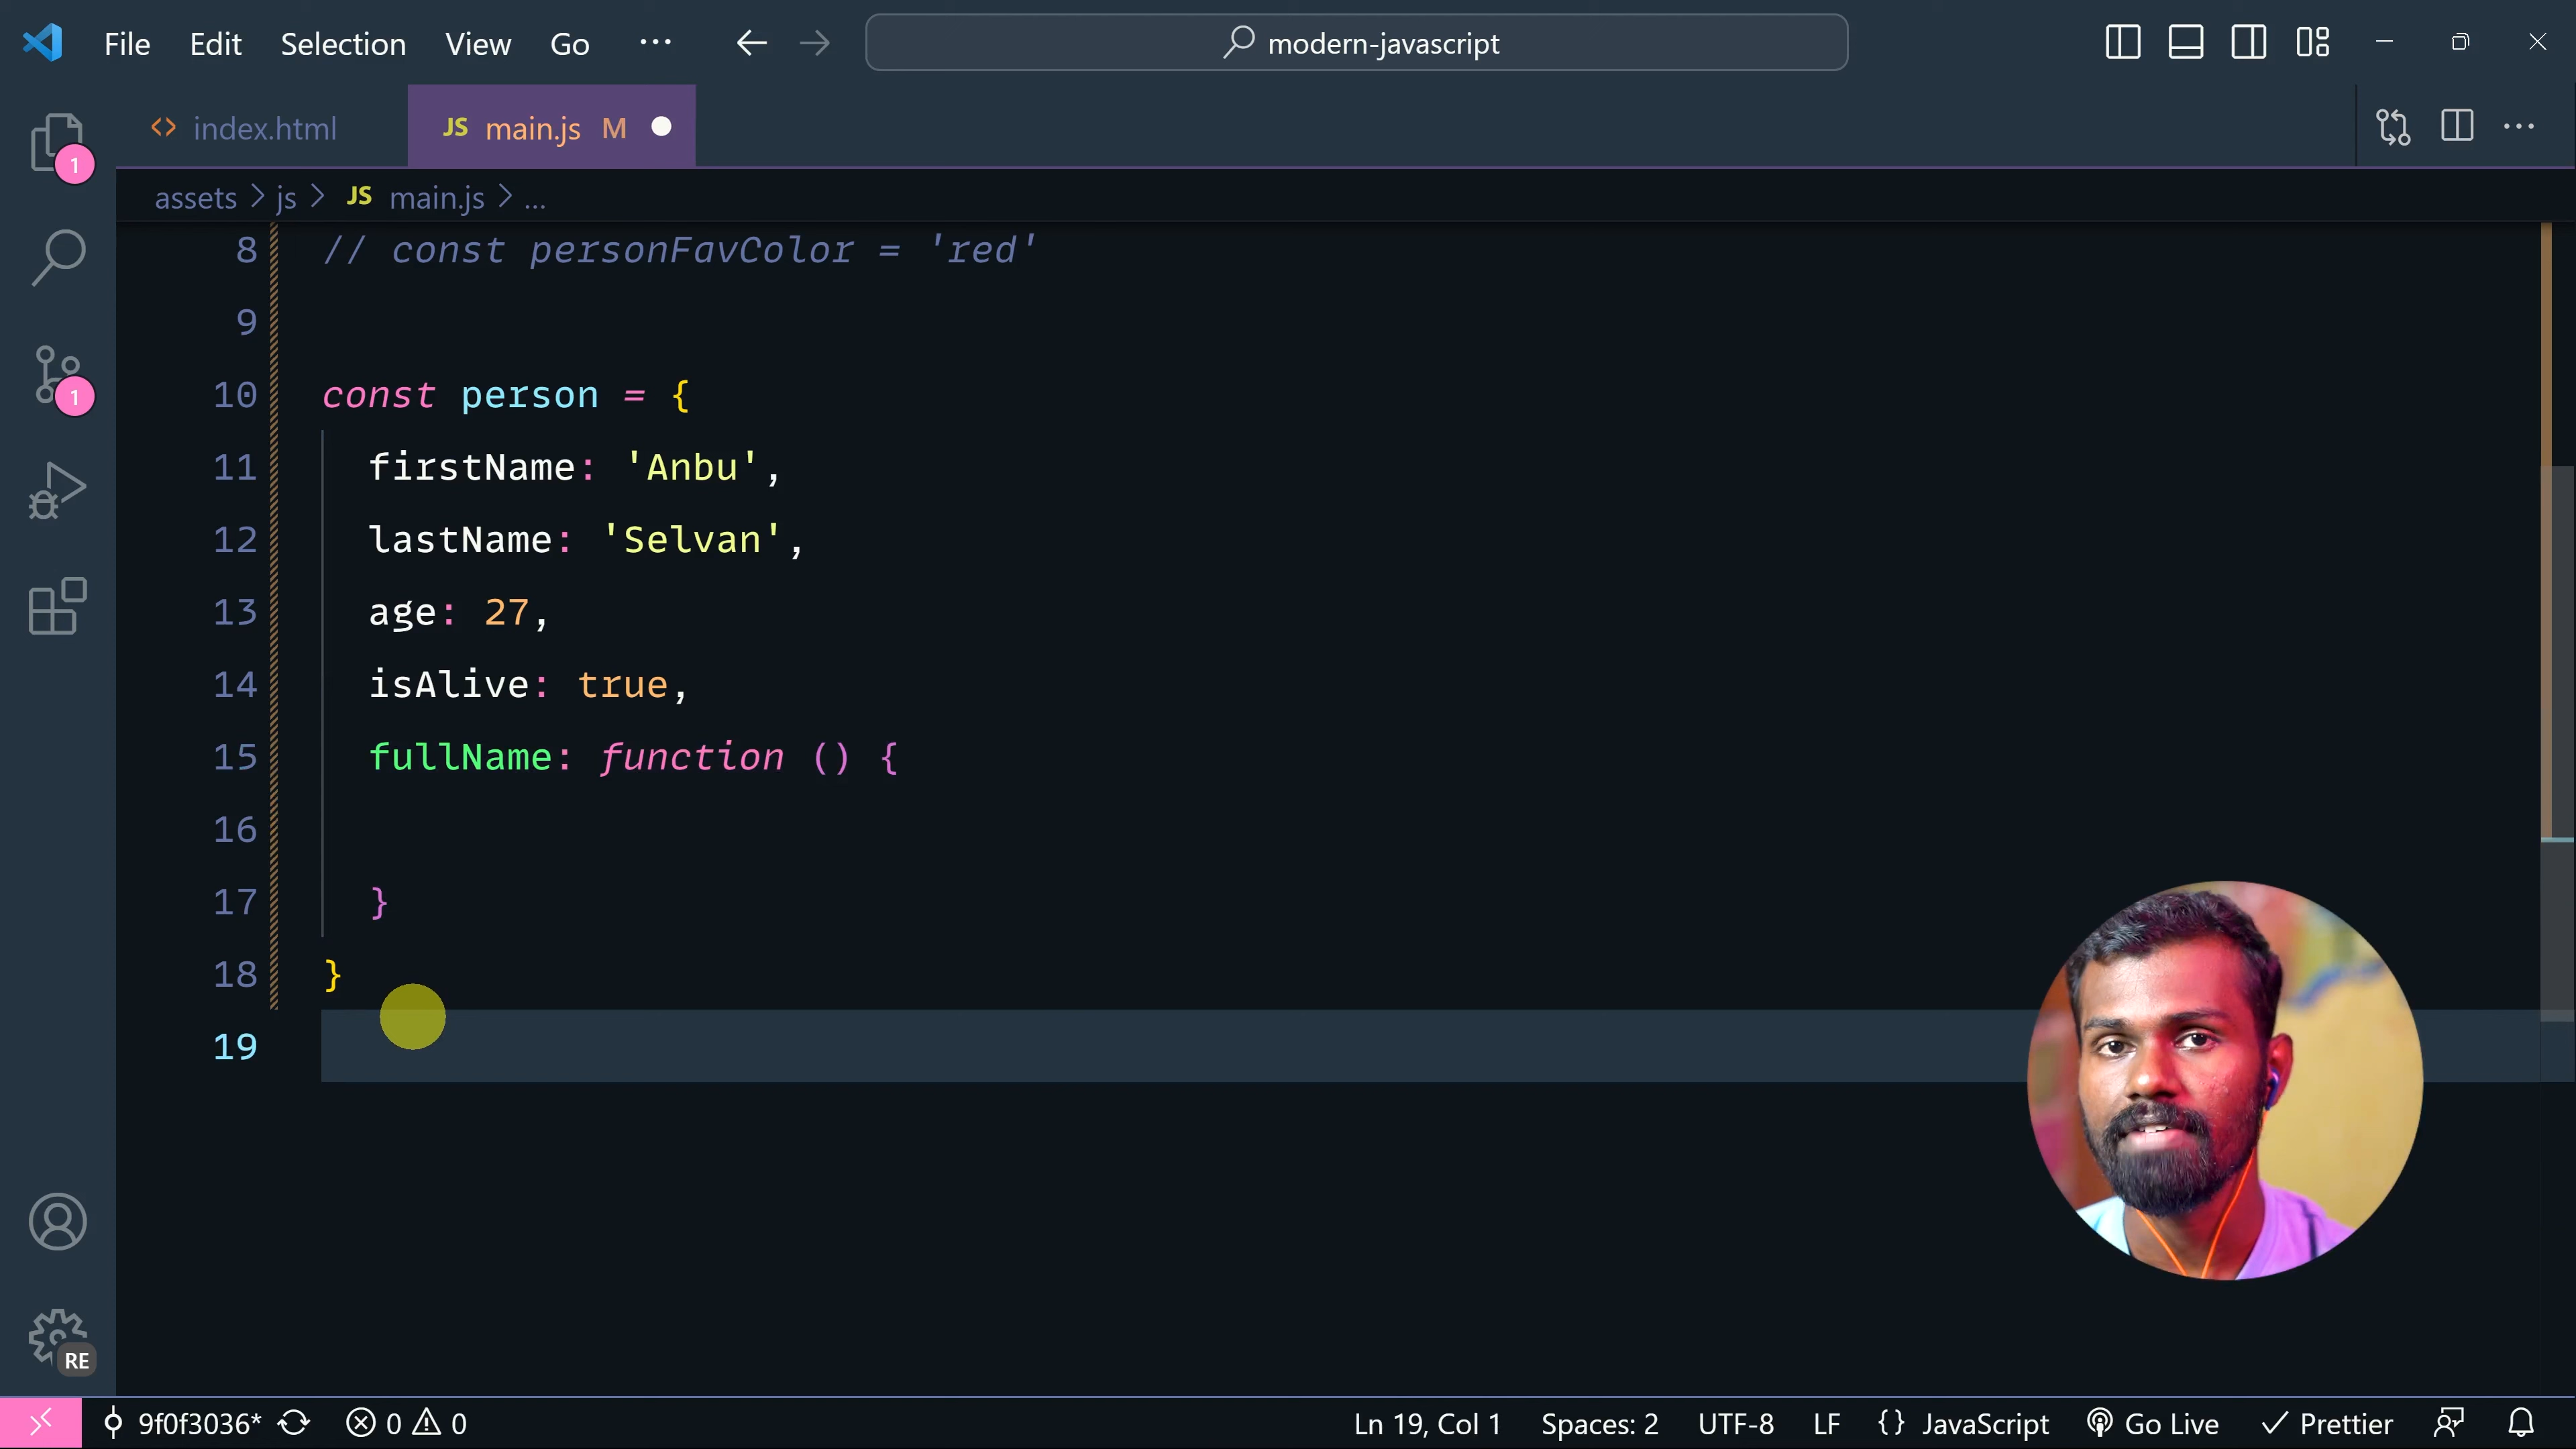 File Edit Selection View Go ... modern-javascript
index.html JS main.js M
1
assets > js > JS main.js > ...
8 // const personFavColor = 'red'
9
10 const person = {
11 firstName: 'Anbu',
12 lastName: 'Selvan',
13 age: 27,
14 isAlive: true,
15 fullName: function () {
16
17 }
18 }
19
1
RE
9f0f3036* 0 0 Ln 19, Col 1 Spaces: 2 UTF-8 LF {} JavaScript Go Live Prettier